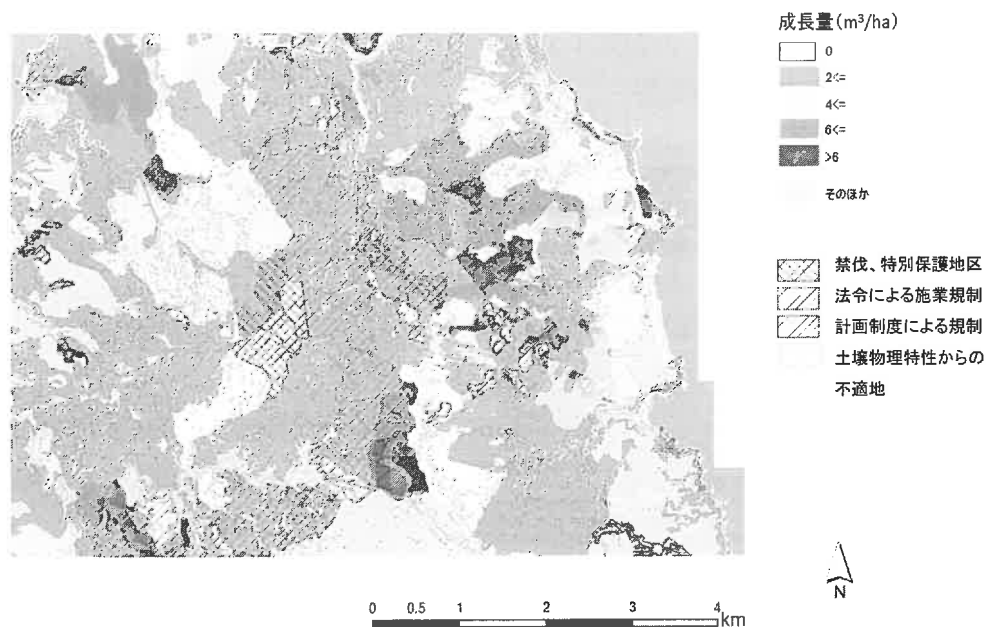 成長量(m³/ha)
0
2<=
4<=
6<=
>6
そのほか
禁伐、特別保護地区
法令による施業規制
計画制度による規制
土壌物理特性からの
不適地
N
0 0.5 1 2 3 4
km